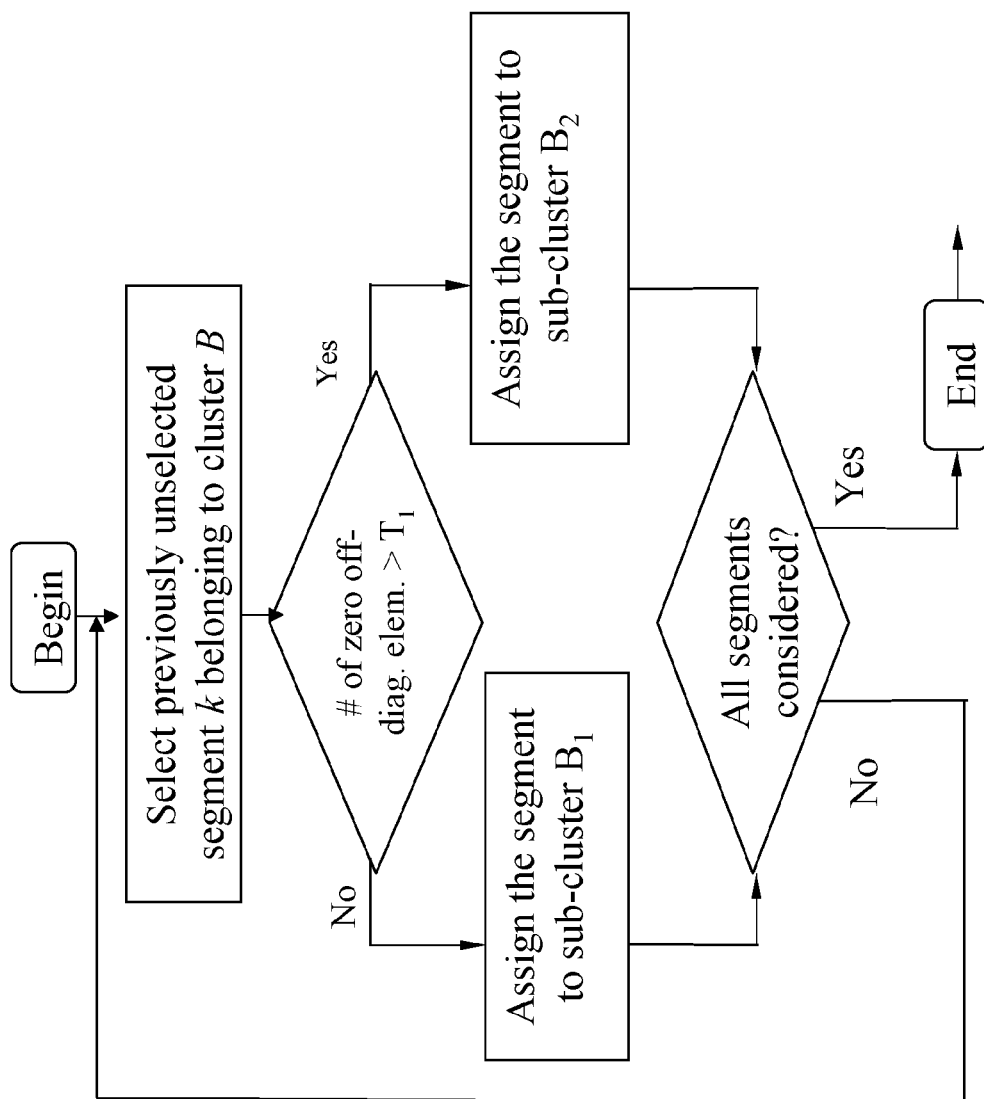 Begin
Select previously unselected
segment k belonging to cluster B
# of zero off-
diag. elem. > T₁
No
Yes
Assign the segment
to sub-cluster B₁
Assign the segment to
sub-cluster B₂
All segments
considered?
No
Yes
End